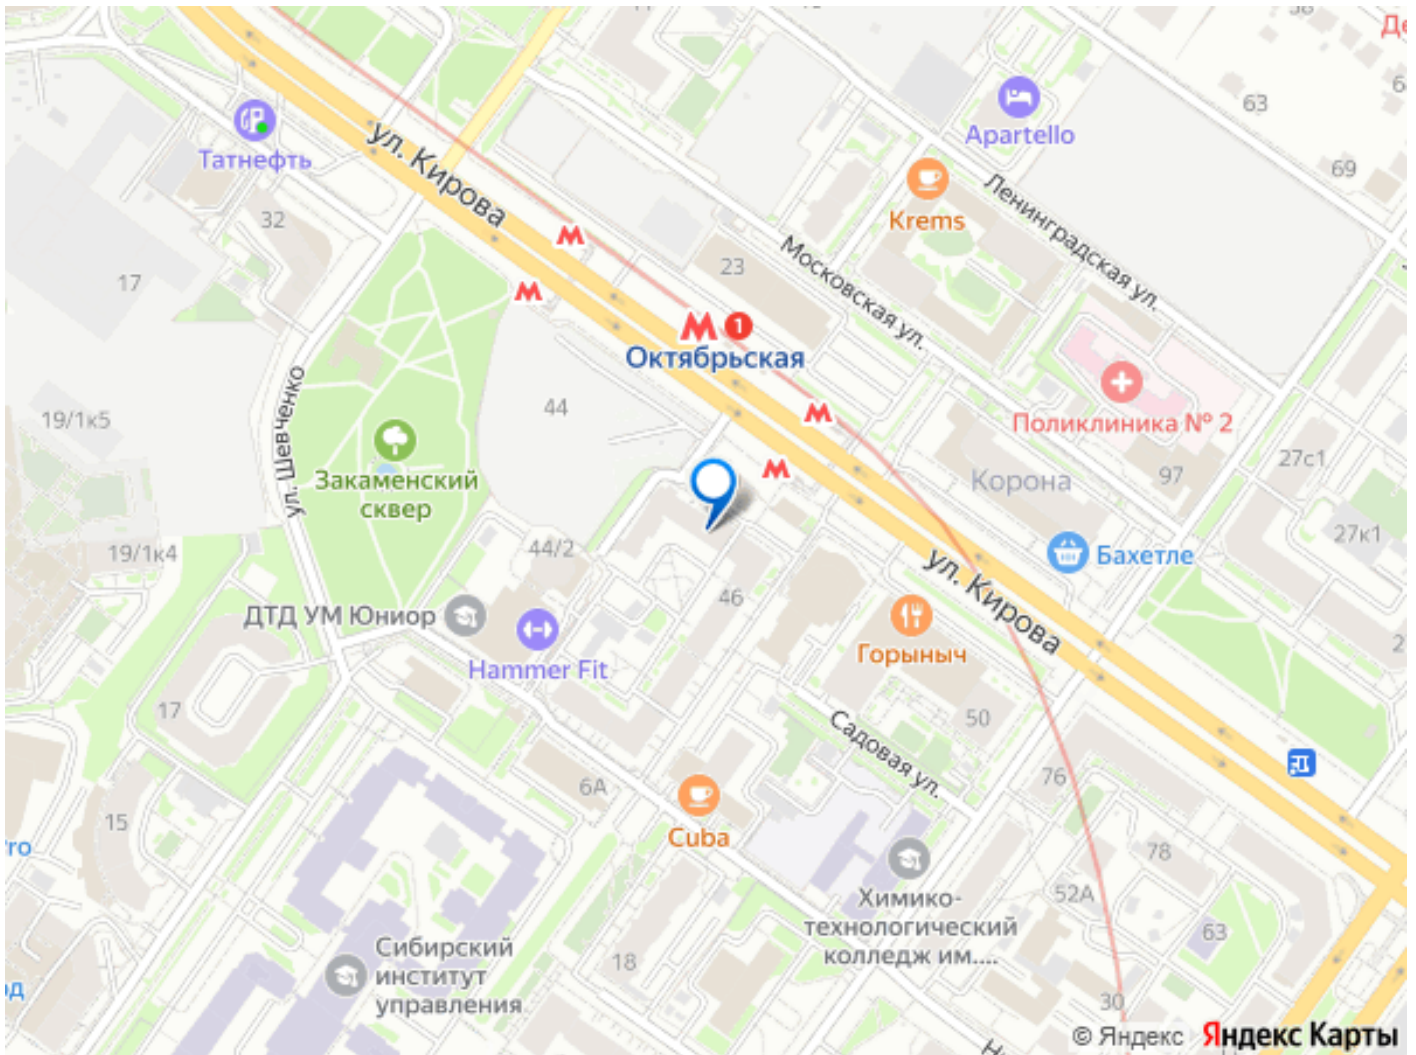 38
Де
63
Apartello
69
Татнефть
ул. Кирова
Krems
Ленинградская ул.
32
Московская ул.
23
17
1
Октябрьская
ул. Шевченко
19/1к5
44
Поликлиника № 2
Закаменский
сквер
Корона
97
27с1
27к1
19/1к4
44/2
Бахетле
ул. Кирова
46
ДТД УМ Юниор
Горыныч
Hammer Fit
17
50
Садовая ул.
76
6А
15
Cuba
78
52А
Химико-
технологический
колледж им....
63
Сибирский
институт
управления
18
30
© Яндекс Яндекс Карты